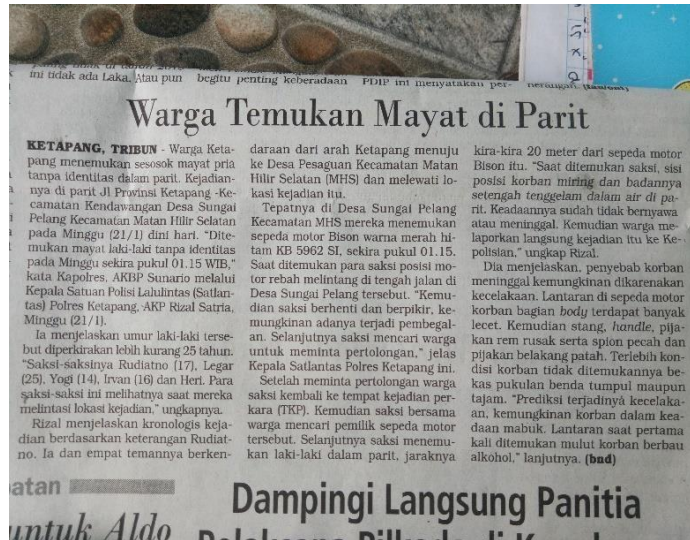 ini tidak ada Laka. Atau pun
begitu penting keberadaan
PDIP ini menyatakan per-
Warga Temukan Mayat di Parit
KETAPANG, TRIBUN - Warga Keta-
pang menemukan sesosok mayat pria
tanpa identitas dalam parit. Kejadian-
nya di parit Jl Provinsi Ketapang -Ke-
camatan Kendawangan Desa Sungai
Pelang Kecamatan Matan Hilir Selatan
pada Minggu (21/1) dini hari. "Dite-
mukan mayat laki-laki tanpa identitas
pada Minggu sekira pukul 01.15 WIB,"
kata Kapolres, AKBP Sunario melalui
Kepala Satuan Polisi Lalulintas (Satlan-
tas) Polres Ketapang, AKP Rizal Satria,
Minggu (21/1).
Ia menjelaskan umur laki-laki terse-
but diperkirakan lebih kurang 25 tahun.
"Saksi-saksinya Rudiatno (17), Legar
(25), Yogi (14), Irvan (16) dan Heri. Para
saksi-saksi ini melihatnya saat mereka
melintasi lokasi kejadian," ungkapnya.
Rizal menjelaskan kronologis keja-
dian berdasarkan keterangan Rudiat-
no. Ia dan empat temannya berken-
daraan dari arah Ketapang menuju
ke Desa Pesaguan Kecamatan Matan
Hilir Selatan (MHS) dan melewati lo-
kasi kejadian itu.
Tepatnya di Desa Sungai Pelang
Kecamatan MHS mereka menemukan
sepeda motor Bison warna merah hi-
tam KB 5962 SI, sekira pukul 01.15.
Saat ditemukan para saksi posisi mo-
tor rebah melintang di tengah jalan di
Desa Sungai Pelang tersebut. "Kemu-
dian saksi berhenti dan berpikir, ke-
mungkinan adanya terjadi pembegal-
an. Selanjutnya saksi mencari warga
untuk meminta pertolongan," jelas
Kepala Satlantas Polres Ketapang ini.
Setelah meminta pertolongan warga
saksi kembali ke tempat kejadian per-
kara (TKP). Kemudian saksi bersama
warga mencari pemilik sepeda motor
tersebut. Selanjutnya saksi menemu-
kan laki-laki dalam parit, jaraknya
kira-kira 20 meter dari sepeda motor
Bison itu. "Saat ditemukan saksi, sisi
posisi korban miring dan badannya
setengah tenggelam dalam air di pa-
rit. Keadaannya sudah tidak bernyawa
atau meninggal. Kemudian warga me-
laporkan langsung kejadian itu ke Ke-
polisian," ungkap Rizal.
Dia menjelaskan, penyebab korban
meninggal kemungkinan dikarenakan
kecelakaan. Lantaran di sepeda motor
korban bagian body terdapat banyak
lecet. Kemudian stang, handle, pijak-
an rem rusak serta spion pecah dan
pijakan belakang patah. Terlebih kon-
disi korban tidak ditemukannya be-
kas pukulan benda tumpul maupun
tajam. "Prediksi terjadinya kecelaka-
an, kemungkinan korban dalam kea-
daan mabuk. Lantaran saat pertama
kali ditemukan mulut korban berbau
alkohol," lanjutnya. (bnd)
atan
untuk Aldo
Dampingi Langsung Panitia